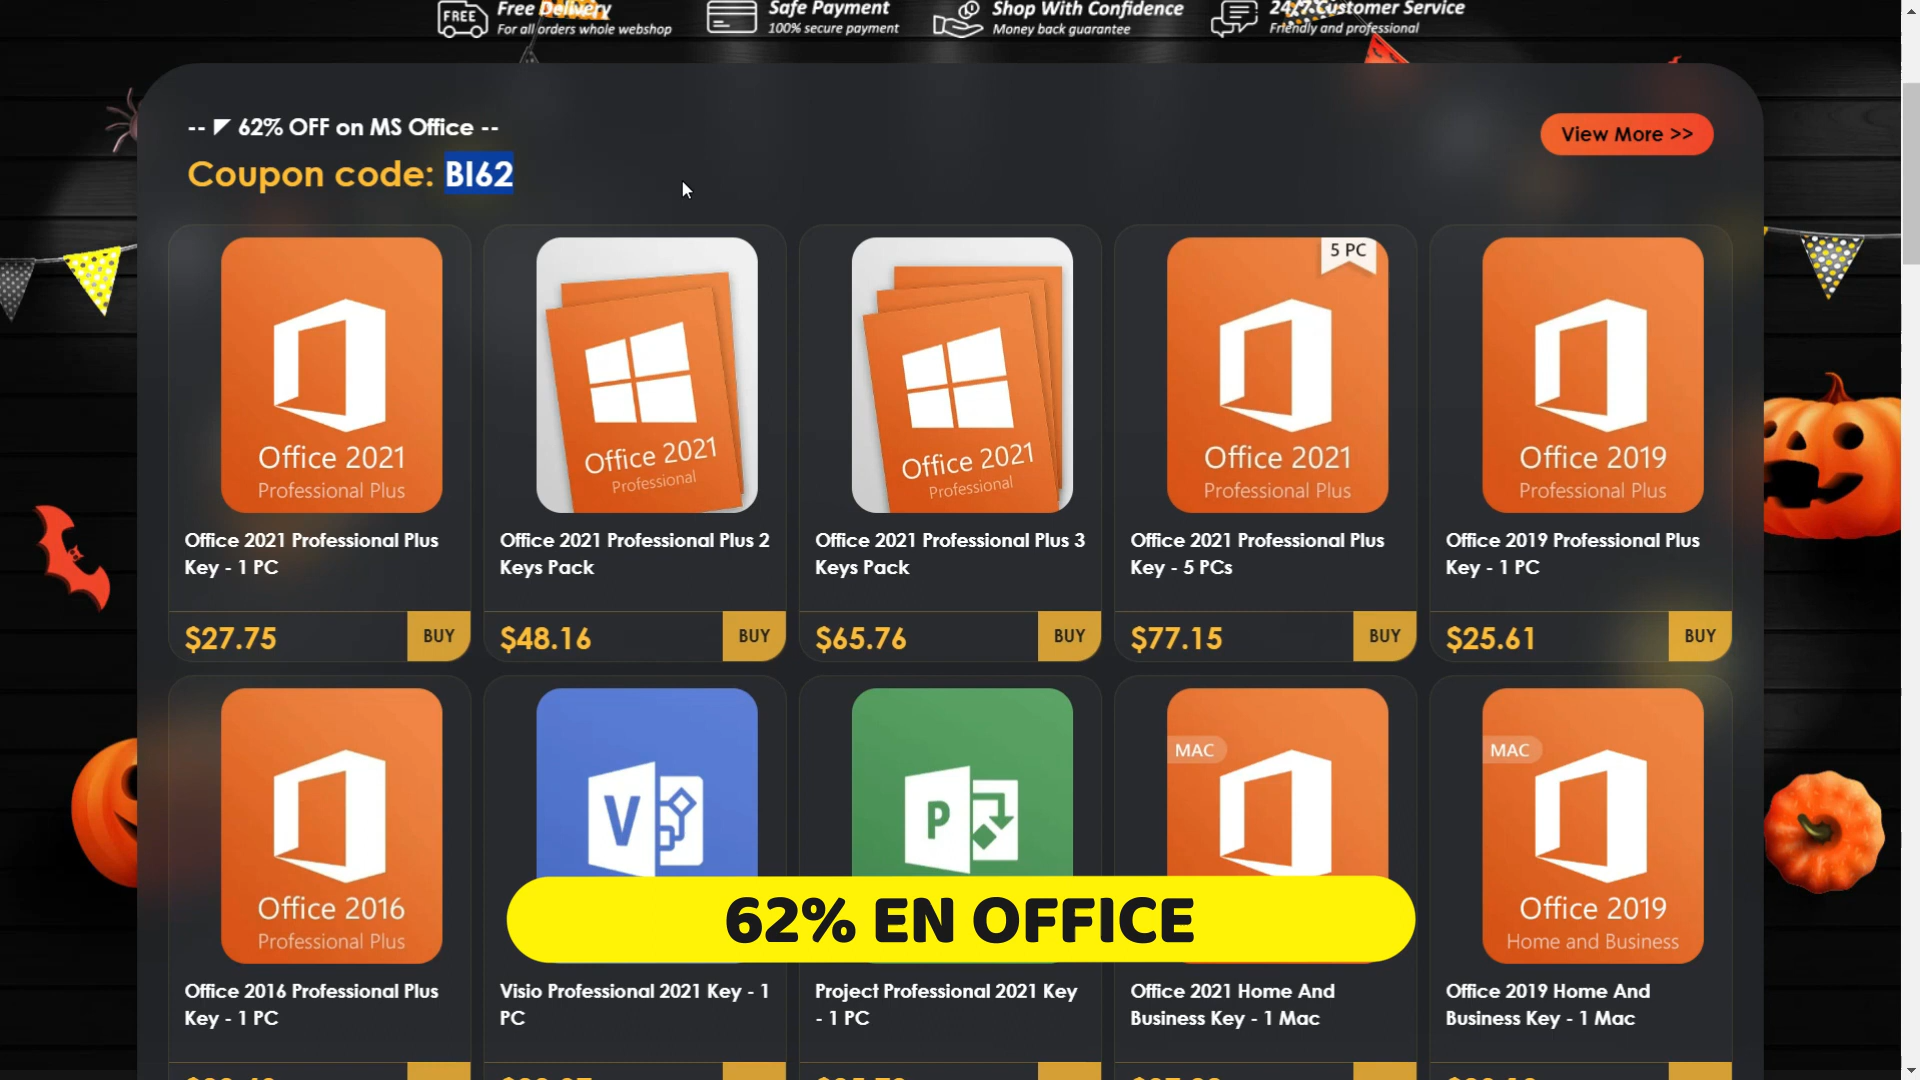 FREE
Free Delivery
For all orders whole webshop
Safe Payment
100% secure payment
Shop With Confidence
Money back guarantee
24/7 Customer Service
Friendly and professional
-- ◤ 62% OFF on MS Office --
Coupon code: BI62
View More >>
Office 2021
Professional Plus
Office 2021
Professional
Office 2021
Professional
5 PC
Office 2021
Professional Plus
Office 2019
Professional Plus
Office 2021 Professional Plus
Key - 1 PC
Office 2021 Professional Plus 2
Keys Pack
Office 2021 Professional Plus 3
Keys Pack
Office 2021 Professional Plus
Key - 5 PCs
Office 2019 Professional Plus
Key - 1 PC
$27.75
BUY
$48.16
BUY
$65.76
BUY
$77.15
BUY
$25.61
BUY
Office 2016
Professional Plus
V
P
MAC
MAC
Office 2019
Home and Business
62% EN OFFICE
Office 2016 Professional Plus
Key - 1 PC
Visio Professional 2021 Key - 1
PC
Project Professional 2021 Key
- 1 PC
Office 2021 Home And
Business Key - 1 Mac
Office 2019 Home And
Business Key - 1 Mac